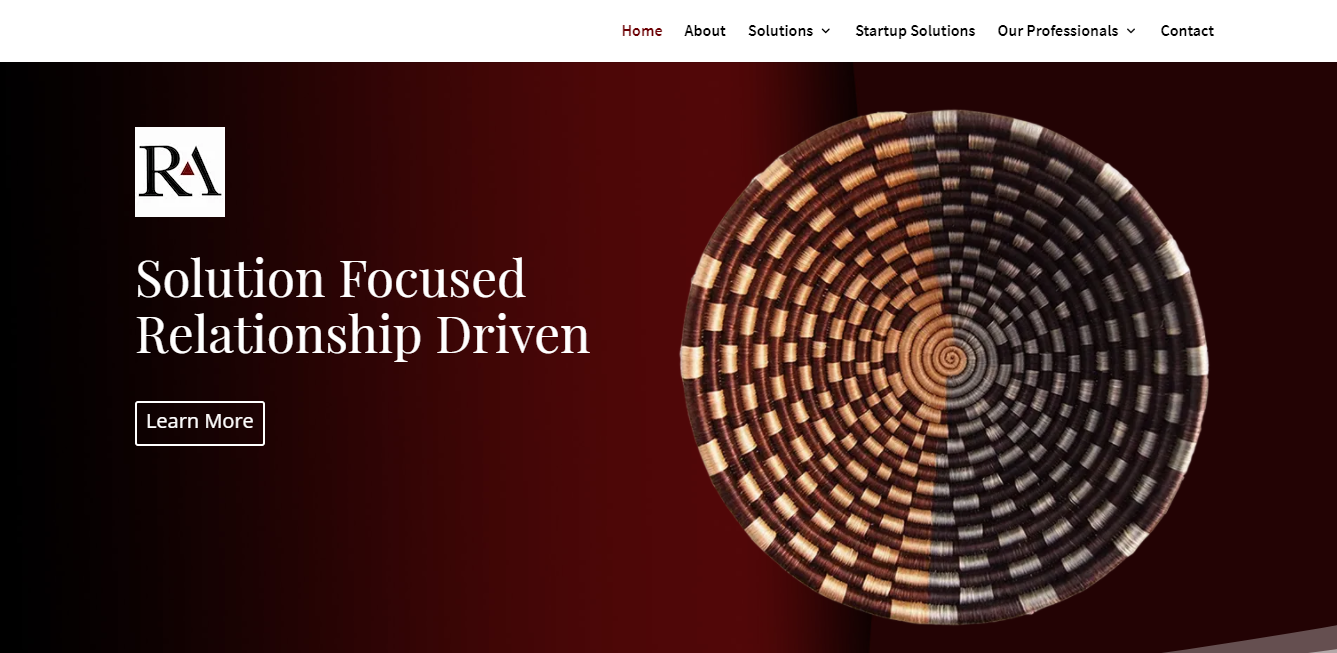 Home About Solutions Startup Solutions Our Professionals Contact
RA
Solution Focused
Relationship Driven
Learn More